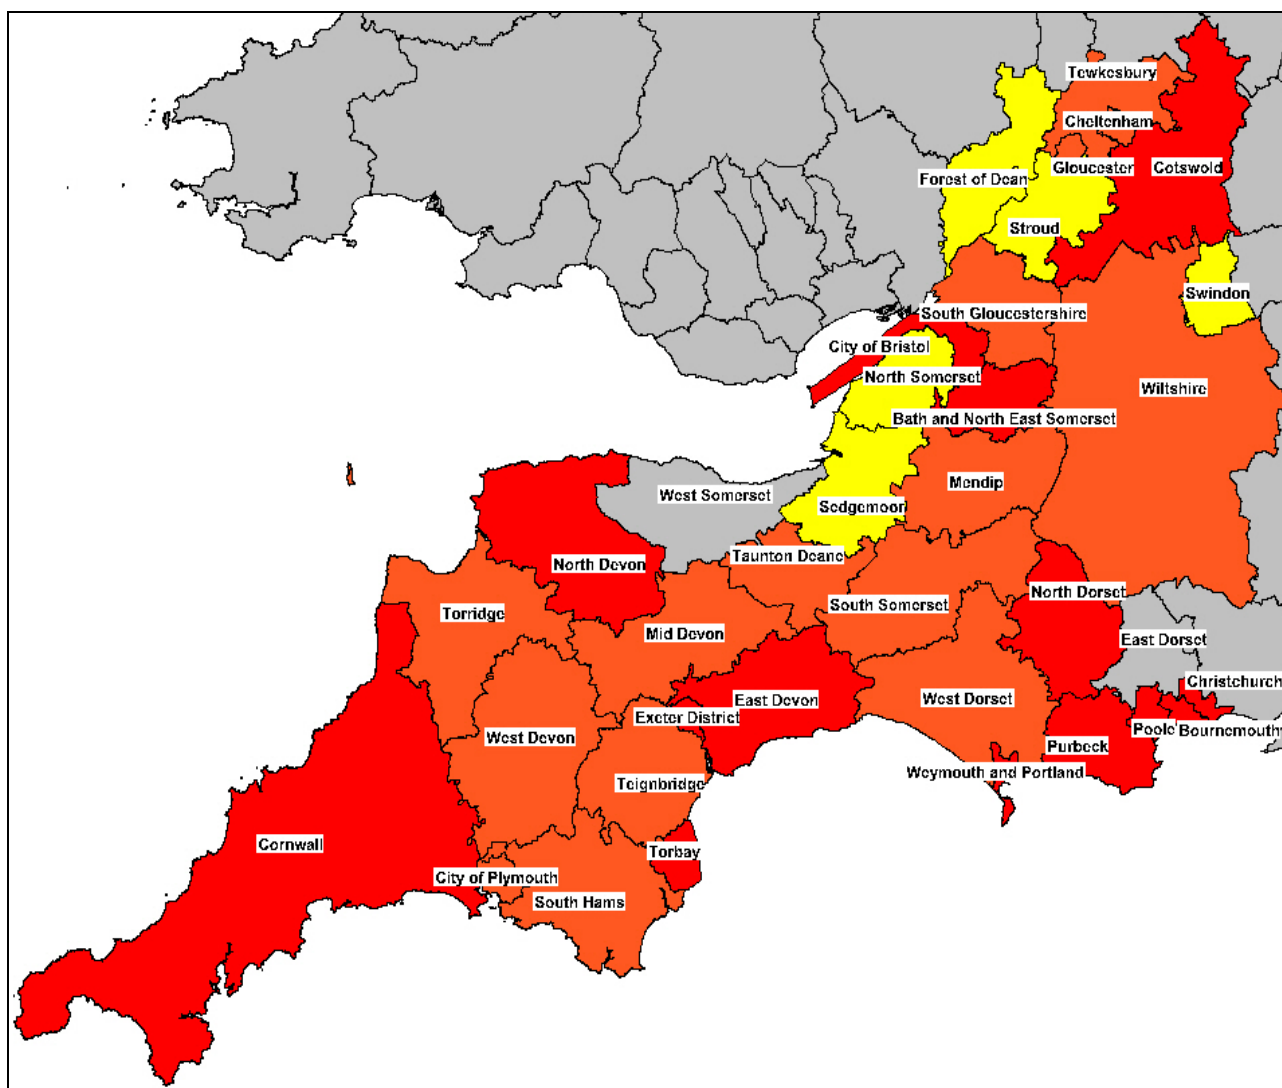 Tewkesbury
Cheltenham
Gloucester
Cotswold
Forest of Dean
Stroud
Swindon
South Gloucestershire
City of Bristol
North Somerset
Wiltshire
Bath and North East Somerset
Mendip
West Somerset
Sedgemoor
Taunton Deane
North Devon
North Dorset
South Somerset
Torridge
Mid Devon
East Dorset
Christchurch
East Devon
West Dorset
Exeter District
Poole
Bournemouth
West Devon
Purbeck
Weymouth and Portland
Teignbridge
Cornwall
Torbay
City of Plymouth
South Hams